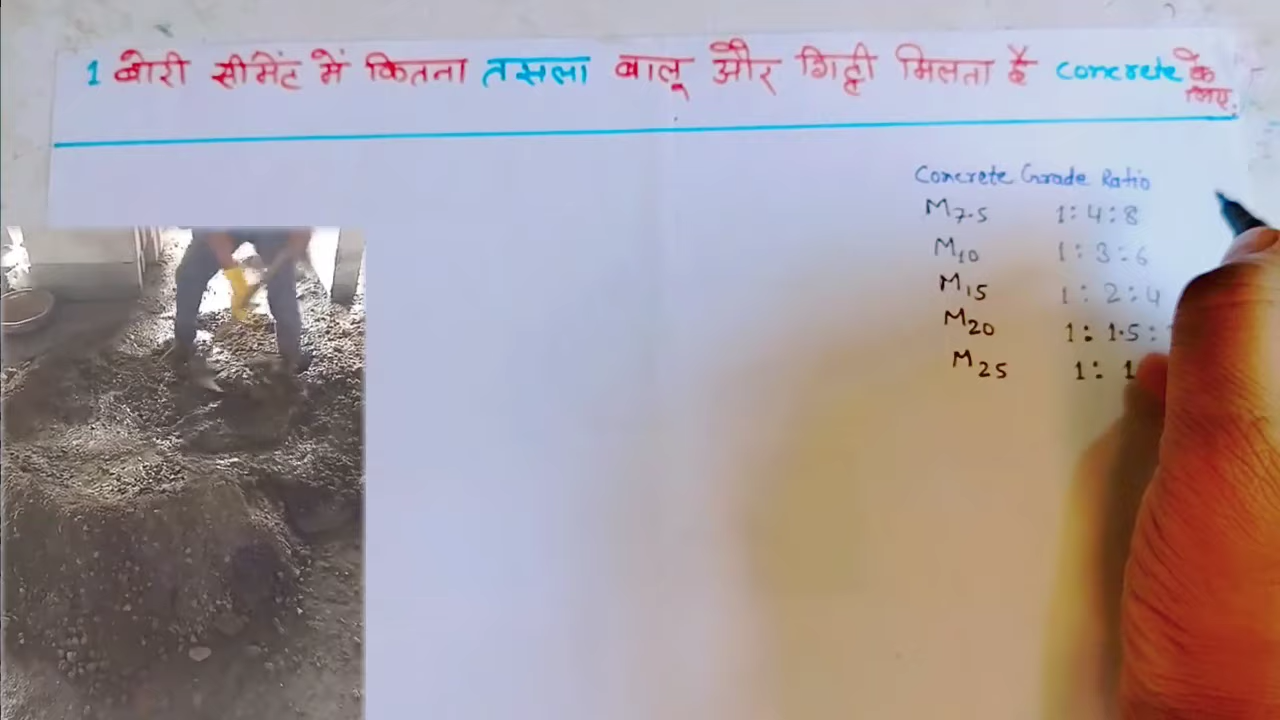 1 बोरी सीमेंट में कितना तसला बालू और गिट्टी मिलता है concrete के लिए.
Concrete Grade Ratio
M7.5 1:4:8
M10 1:3:6
M15 1:2:4
M20 1:1.5:
M25 1:1